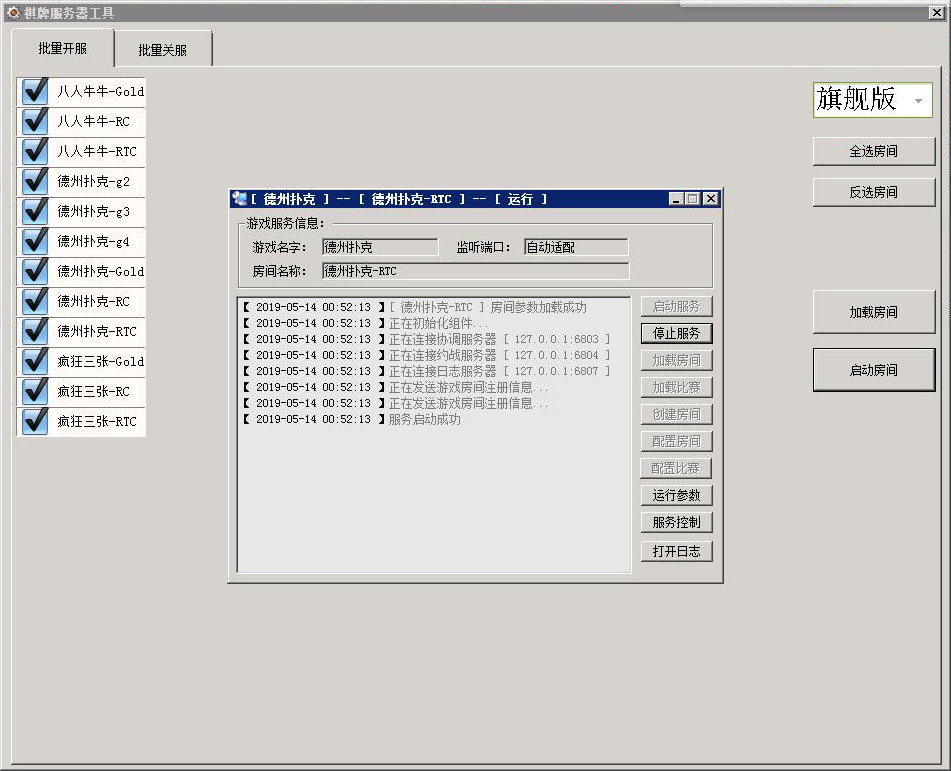 棋牌服务器工具
批量开服
批量关服
八人牛牛-Gold
八人牛牛-RC
八人牛牛-RTC
德州扑克-g2
德州扑克-g3
德州扑克-g4
德州扑克-Gold
德州扑克-RC
德州扑克-RTC
疯狂三张-Gold
疯狂三张-RC
疯狂三张-RTC
[ 德州扑克 ] -- [ 德州扑克-RTC ] -- [ 运行 ]
游戏服务信息:
游戏名字: 德州扑克 监听端口: 自动适配
房间名称: 德州扑克-RTC
【 2019-05-14 00:52:13 】[ 德州扑克-RTC ] 房间参数加载成功
【 2019-05-14 00:52:13 】正在初始化组件...
【 2019-05-14 00:52:13 】正在连接协调服务器 [ 127.0.0.1:6803 ]
【 2019-05-14 00:52:13 】正在连接约战服务器 [ 127.0.0.1:6804 ]
【 2019-05-14 00:52:13 】正在连接日志服务器 [ 127.0.0.1:6807 ]
【 2019-05-14 00:52:13 】正在发送游戏房间注册信息...
【 2019-05-14 00:52:13 】正在发送游戏房间注册信息...
【 2019-05-14 00:52:13 】服务启动成功
启动服务
停止服务
加载房间
加载比赛
创建房间
配置房间
配置比赛
运行参数
服务控制
打开日志
旗舰版
全选房间
反选房间
加载房间
启动房间